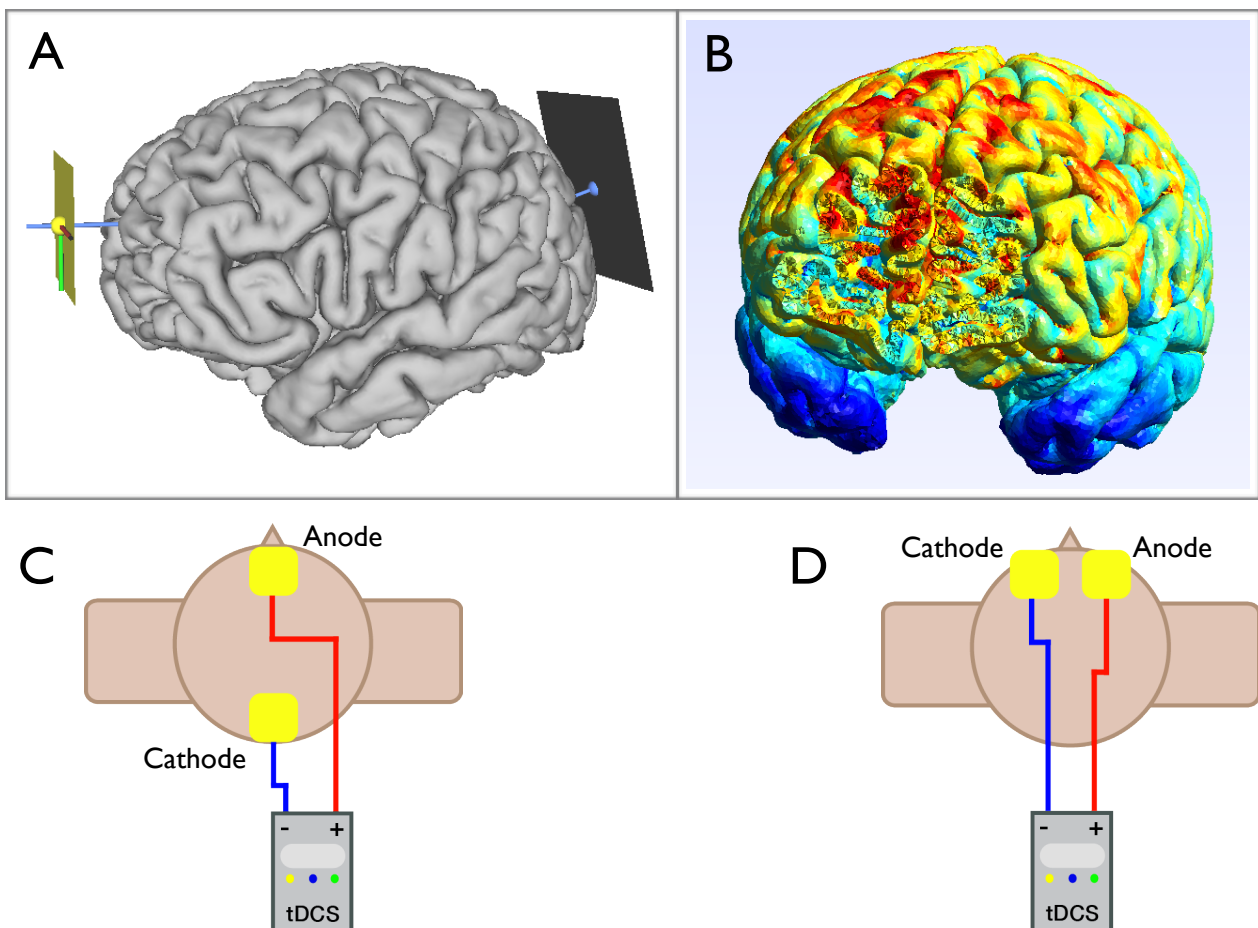 A
B
C
Anode
Cathode
- +
tDCS
D
Cathode
Anode
- +
tDCS